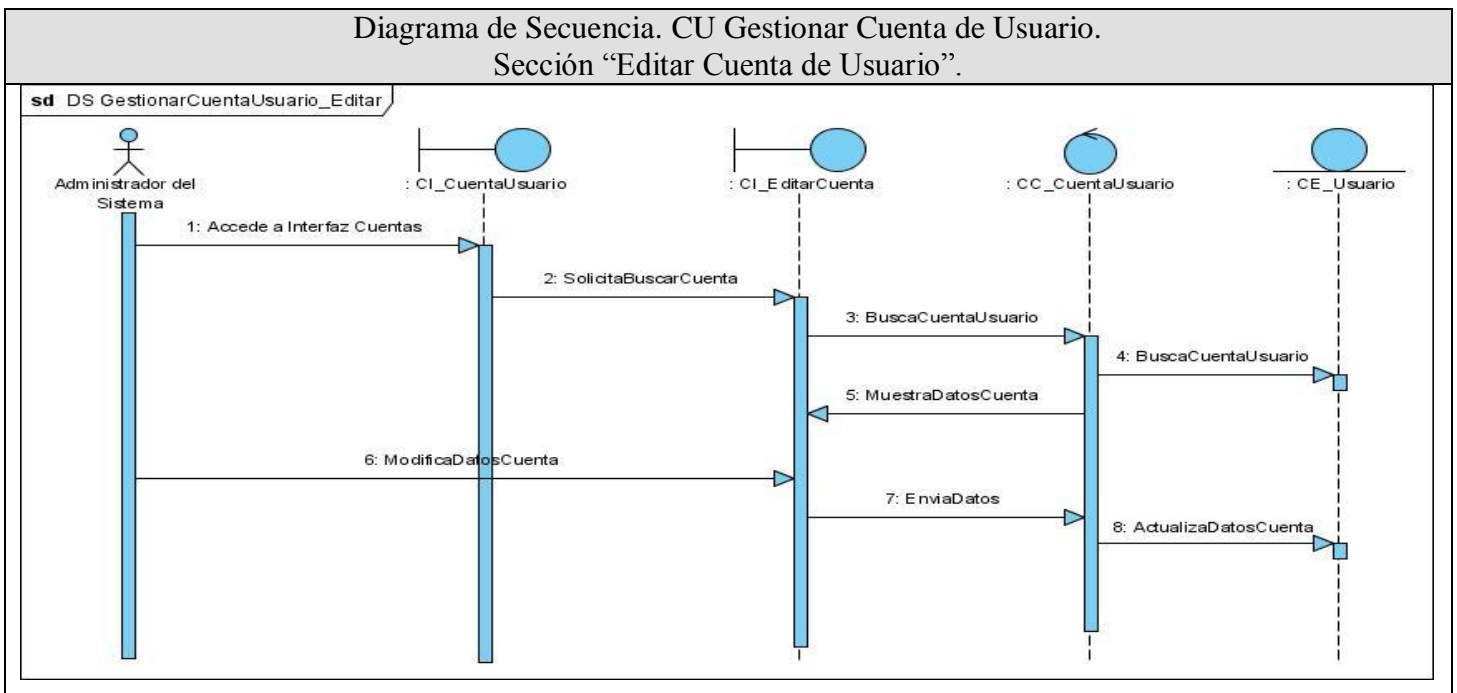 Diagrama de Secuencia. CU Gestionar Cuenta de Usuario.
Sección “Editar Cuenta de Usuario”.
sd DS GestionarCuentaUsuario_Editar
Administrador del
Sistema
: CI_CuentaUsuario
: CI_EditarCuenta
: CC_CuentaUsuario
: CE_Usuario
1: Accede a Interfaz Cuentas
2: SolicitaBuscarCuenta
3: BuscaCuentaUsuario
4: BuscaCuentaUsuario
5: MuestraDatosCuenta
6: ModificaDatosCuenta
7: EnviaDatos
8: ActualizaDatosCuenta